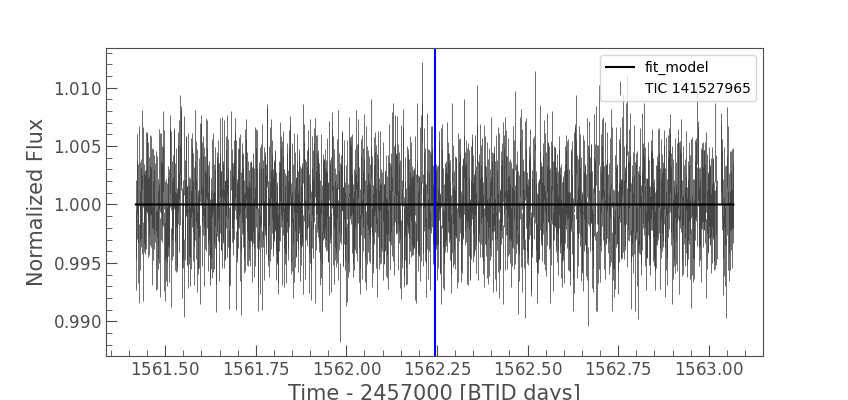 fit_model
TIC 141527965
1.010
1.005
1.000
0.995
0.990
Normalized Flux
1561.50 1561.75 1562.00 1562.25 1562.50 1562.75 1563.00
Time - 2457000 [BTJD days]